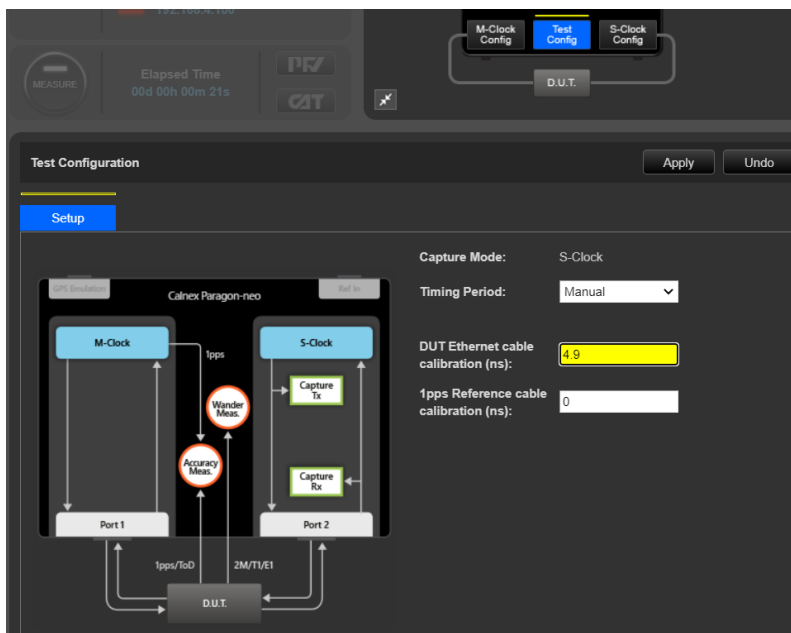 192.168.4.100
M-Clock
Config
Test
Config
S-Clock
Config
D.U.T.
MEASURE
Elapsed Time
00d 00h 00m 21s
PFV
CAT
Test Configuration
Apply
Undo
Setup
Capture Mode:
S-Clock
Timing Period:
Manual
DUT Ethernet cable
calibration (ns):
4.9
1pps Reference cable
calibration (ns):
0
GPS Emulation
Calnex Paragon-neo
Ref In
M-Clock
1pps
S-Clock
Capture
Tx
Wander
Meas.
Accuracy
Meas.
Capture
Rx
Port 1
Port 2
1pps/ToD
2M/T1/E1
D.U.T.